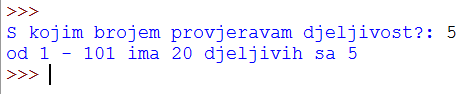 >>>
S kojim brojem provjeravam djeljivost?: 5
od 1 - 101 ima 20 djeljivih sa 5
>>>